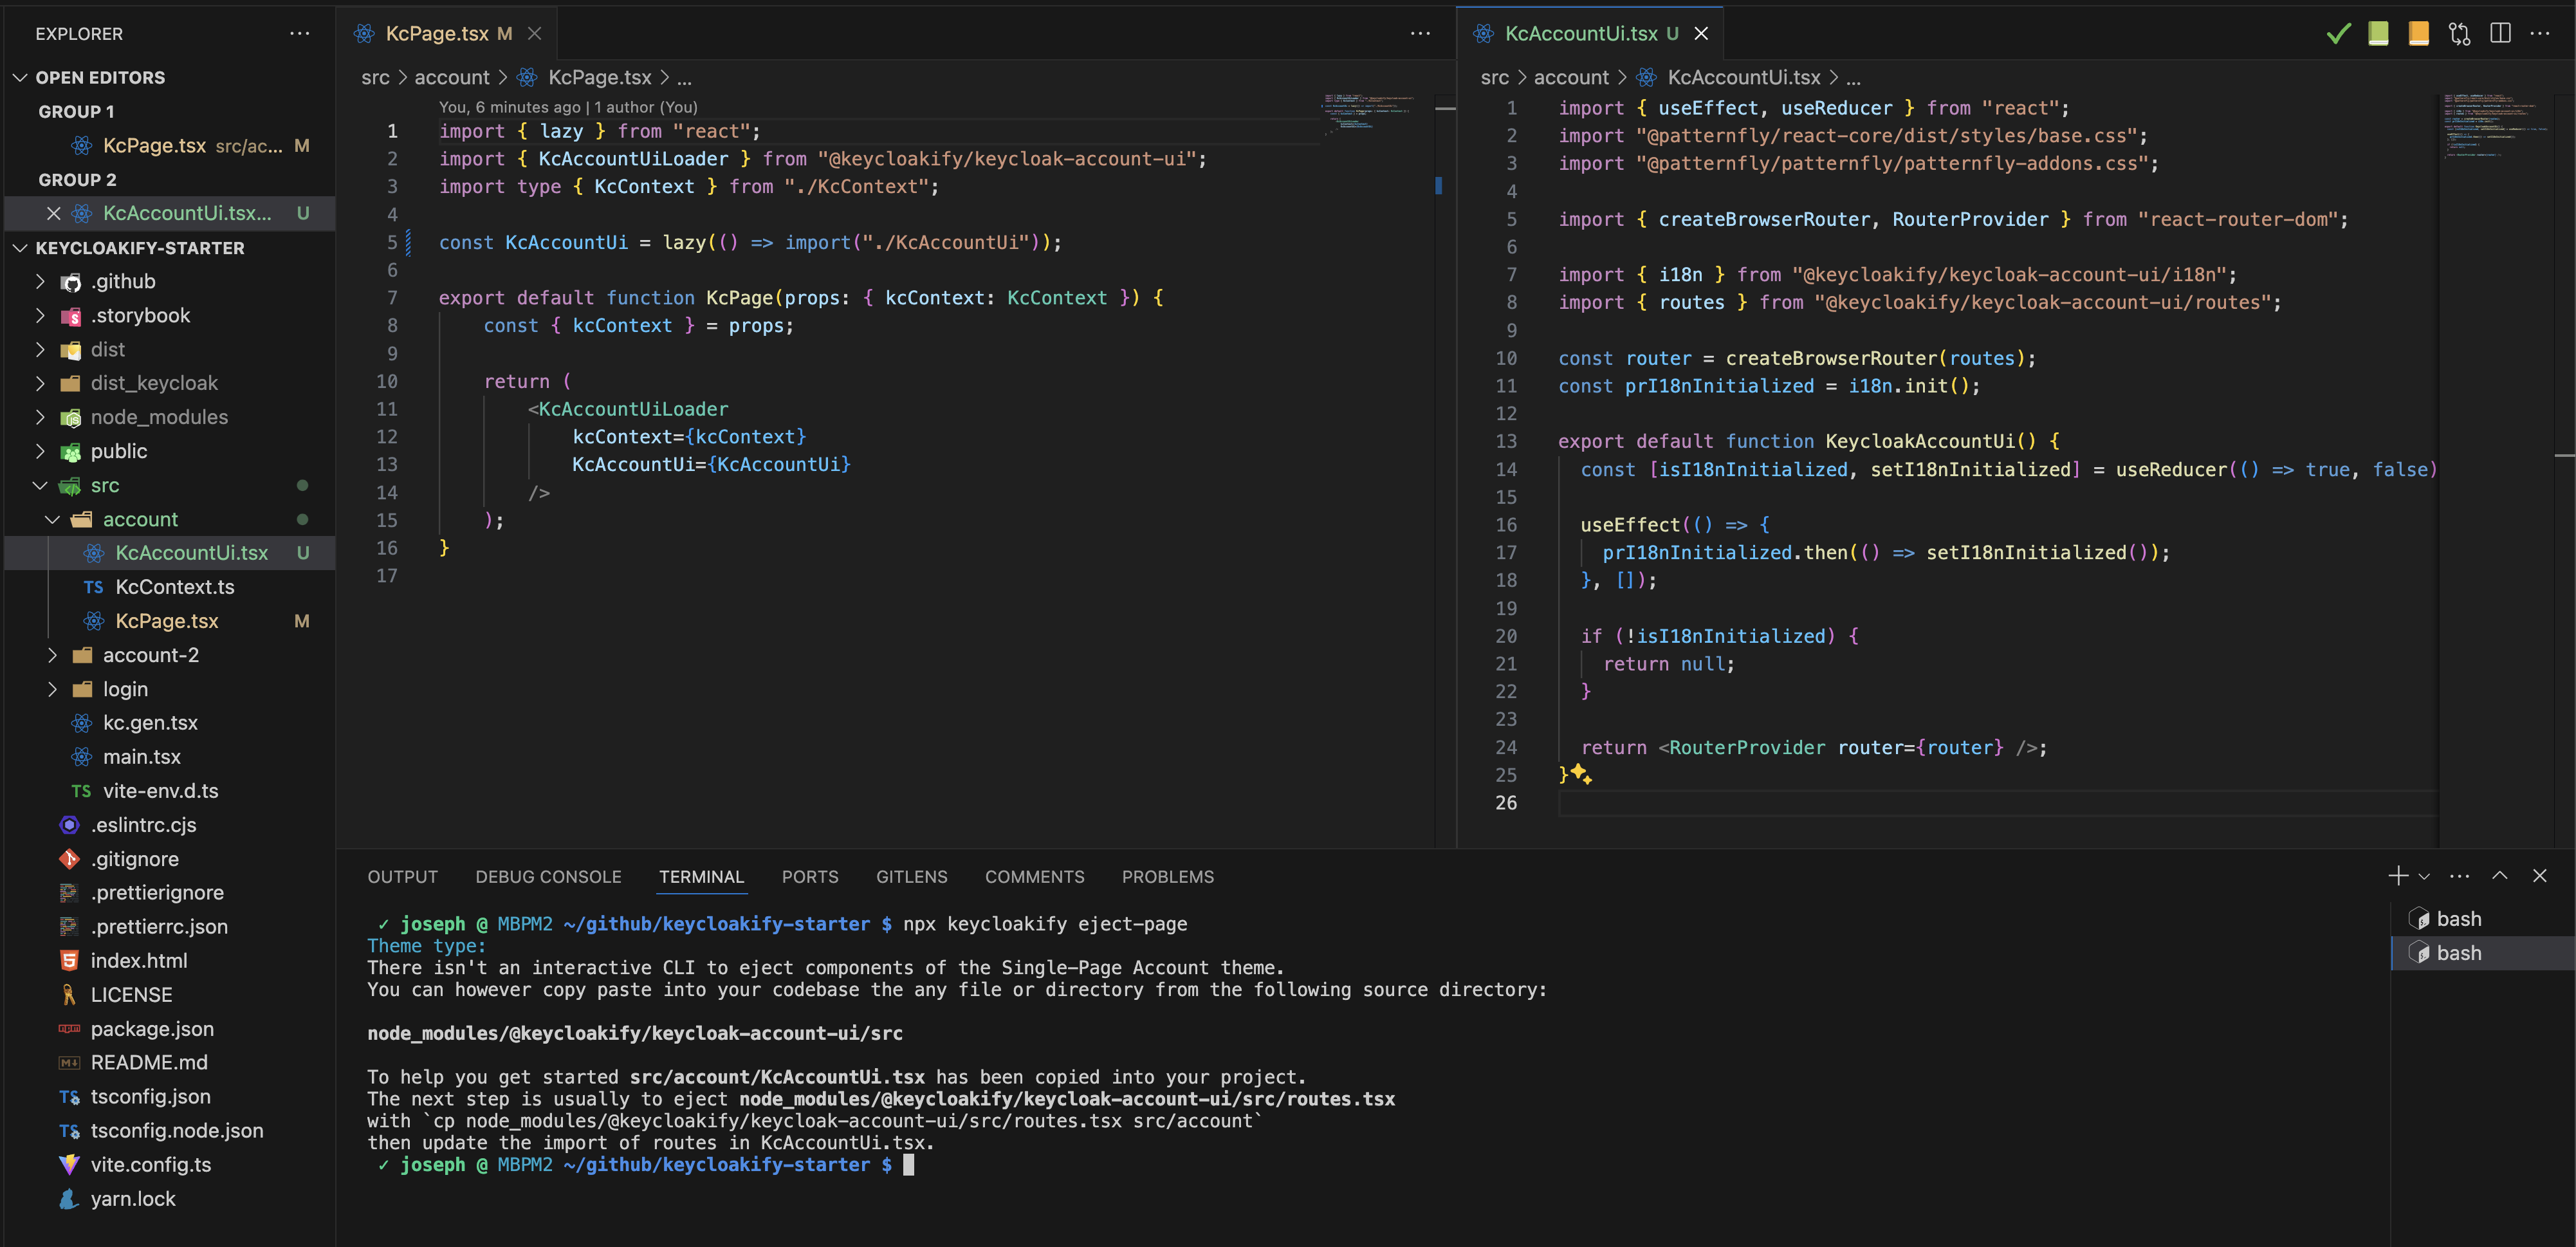 EXPLORER
OPEN EDITORS
GROUP 1
KcPage.tsx src/ac... M
GROUP 2
KcAccountUi.tsx... U
KEYCLOAKIFY-STARTER
.github
.storybook
dist
dist_keycloak
node_modules
public
src
account
KcAccountUi.tsx U
KcContext.ts
KcPage.tsx M
account-2
login
kc.gen.tsx
main.tsx
vite-env.d.ts
.eslintrc.cjs
.gitignore
.prettierignore
.prettierrc.json
index.html
LICENSE
package.json
README.md
tsconfig.json
tsconfig.node.json
vite.config.ts
yarn.lock
KcPage.tsx M
src > account > KcPage.tsx > ...
You, 6 minutes ago | 1 author (You)
1 import { lazy } from "react";
2 import { KcAccountUiLoader } from "@keycloakify/keycloak-account-ui";
3 import type { KcContext } from "./KcContext";
4
5 const KcAccountUi = lazy(() => import("./KcAccountUi"));
6
7 export default function KcPage(props: { kcContext: KcContext }) {
8 const { kcContext } = props;
9
10 return (
11 <KcAccountUiLoader
12 kcContext={kcContext}
13 KcAccountUi={KcAccountUi}
14 />
15 );
16 }
17
KcAccountUi.tsx U
src > account > KcAccountUi.tsx > ...
1 import { useEffect, useReducer } from "react";
2 import "@patternfly/react-core/dist/styles/base.css";
3 import "@patternfly/patternfly/patternfly-addons.css";
4
5 import { createBrowserRouter, RouterProvider } from "react-router-dom";
6
7 import { i18n } from "@keycloakify/keycloak-account-ui/i18n";
8 import { routes } from "@keycloakify/keycloak-account-ui/routes";
9
10 const router = createBrowserRouter(routes);
11 const prI18nInitialized = i18n.init();
12
13 export default function KeycloakAccountUi() {
14 const [isI18nInitialized, setI18nInitialized] = useReducer(() => true, false)
15
16 useEffect(() => {
17 prI18nInitialized.then(() => setI18nInitialized());
18 }, []);
19
20 if (!isI18nInitialized) {
21 return null;
22 }
23
24 return <RouterProvider router={router} />;
25 }
26
OUTPUT DEBUG CONSOLE TERMINAL PORTS GITLENS COMMENTS PROBLEMS
✓ joseph @ MBPM2 ~/github/keycloakify-starter $ npx keycloakify eject-page
Theme type:
There isn't an interactive CLI to eject components of the Single-Page Account theme.
You can however copy paste into your codebase the any file or directory from the following source directory:
node_modules/@keycloakify/keycloak-account-ui/src
To help you get started src/account/KcAccountUi.tsx has been copied into your project.
The next step is usually to eject node_modules/@keycloakify/keycloak-account-ui/src/routes.tsx
with `cp node_modules/@keycloakify/keycloak-account-ui/src/routes.tsx src/account`
then update the import of routes in KcAccountUi.tsx.
✓ joseph @ MBPM2 ~/github/keycloakify-starter $
bash
bash